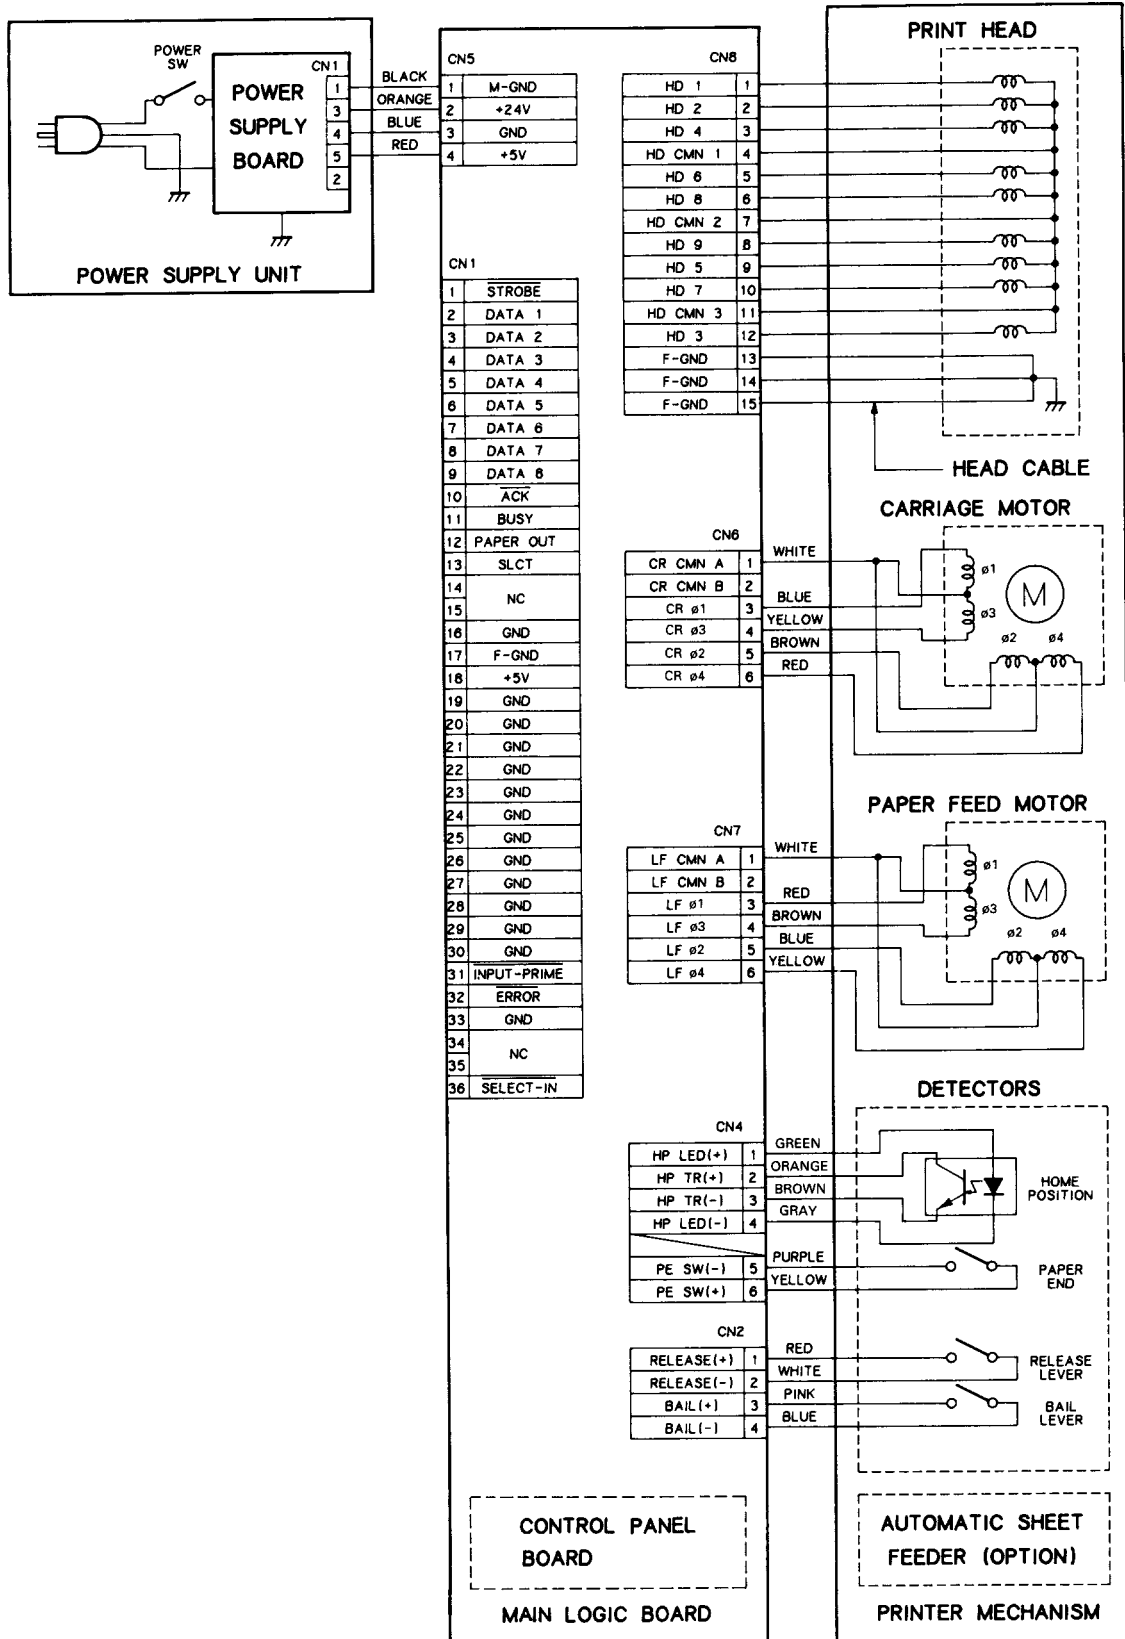 POWER SW
CN1
POWER SUPPLY BOARD
1
3
4
5
2
BLACK
ORANGE
BLUE
RED
POWER SUPPLY UNIT
CN5
1 M-GND
2 +24V
3 GND
4 +5V
CN1
1 STROBE
2 DATA 1
3 DATA 2
4 DATA 3
5 DATA 4
6 DATA 5
7 DATA 6
8 DATA 7
9 DATA 8
10 ACK
11 BUSY
12 PAPER OUT
13 SLCT
14
15
NC
16 GND
17 F-GND
18 +5V
19 GND
20 GND
21 GND
22 GND
23 GND
24 GND
25 GND
26 GND
27 GND
28 GND
29 GND
30 GND
31 INPUT-PRIME
32 ERROR
33 GND
34
35
NC
36 SELECT-IN
CN8
HD 1 1
HD 2 2
HD 4 3
HD CMN 1 4
HD 6 5
HD 8 6
HD CMN 2 7
HD 9 8
HD 5 9
HD 7 10
HD CMN 3 11
HD 3 12
F-GND 13
F-GND 14
F-GND 15
PRINT HEAD
HEAD CABLE
CARRIAGE MOTOR
CN6
CR CMN A 1 WHITE
CR CMN B 2
CR ø1 3 BLUE
CR ø3 4 YELLOW
CR ø2 5 BROWN
CR ø4 6 RED
ø1
ø3
M
ø2 ø4
PAPER FEED MOTOR
CN7
LF CMN A 1 WHITE
LF CMN B 2
LF ø1 3 RED
LF ø3 4 BROWN
LF ø2 5 BLUE
LF ø4 6 YELLOW
ø1
ø3
M
ø2 ø4
DETECTORS
CN4
HP LED(+) 1 GREEN
HP TR(+) 2 ORANGE
HP TR(-) 3 BROWN
HP LED(-) 4 GRAY
PE SW(-) 5 PURPLE
PE SW(+) 6 YELLOW
HOME POSITION
PAPER END
CN2
RELEASE(+) 1 RED
RELEASE(-) 2 WHITE
BAIL(+) 3 PINK
BAIL(-) 4 BLUE
RELEASE LEVER
BAIL LEVER
CONTROL PANEL BOARD
MAIN LOGIC BOARD
AUTOMATIC SHEET FEEDER (OPTION)
PRINTER MECHANISM